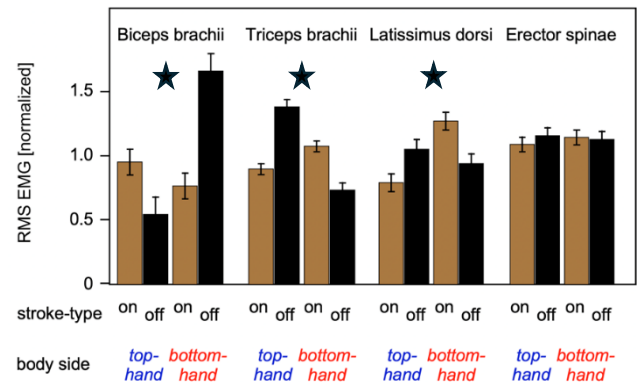 Biceps brachii Triceps brachii Latissimus dorsi Erector spinae
RMS EMG [normalized]
1.5
1.0
0.5
0
stroke-type on off on off on off on off on off on off on off on off
body side top-hand bottom-hand top-hand bottom-hand top-hand bottom-hand top-hand bottom-hand